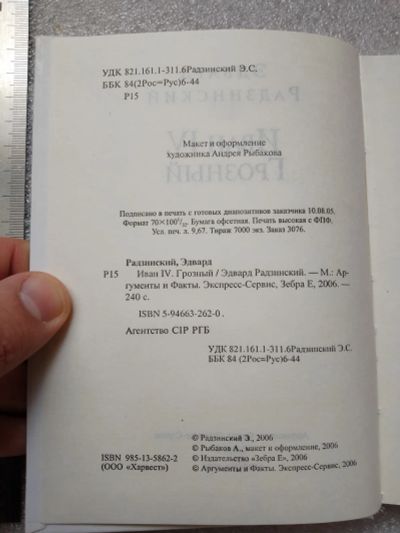 УДК 821.161.1-311.6Радзинский Э.С.
ББК 84(2Рос=Рус)6-44
Р15
Макет и оформление
художника Андрея Рыбакова
Подписано в печать с готовых диапозитивов заказчика 10.08.05.
Формат 70×100 1/32. Бумага офсетная. Печать высокая с ФПФ.
Усл. печ. л. 9,67. Тираж 7000 экз. Заказ 3076.
Радзинский, Эдвард
Р15 Иван IV. Грозный / Эдвард Радзинский. — М.: Ар-
гументы и Факты. Экспресс-Сервис, Зебра Е, 2006. —
240 с.
ISBN 5-94663-262-0.
Агентство CIP РГБ
УДК 821.161.1-311.6Радзинский Э.С.
ББК 84 (2Рос=Рус)6-44
© Радзинский Э., 2006
© Рыбаков А., макет и оформление, 2006
ISBN 985-13-5862-2 © Издательство «Зебра Е», 2006
(ООО «Харвест») © Аргументы и Факты. Экспресс-Сервис, 2006